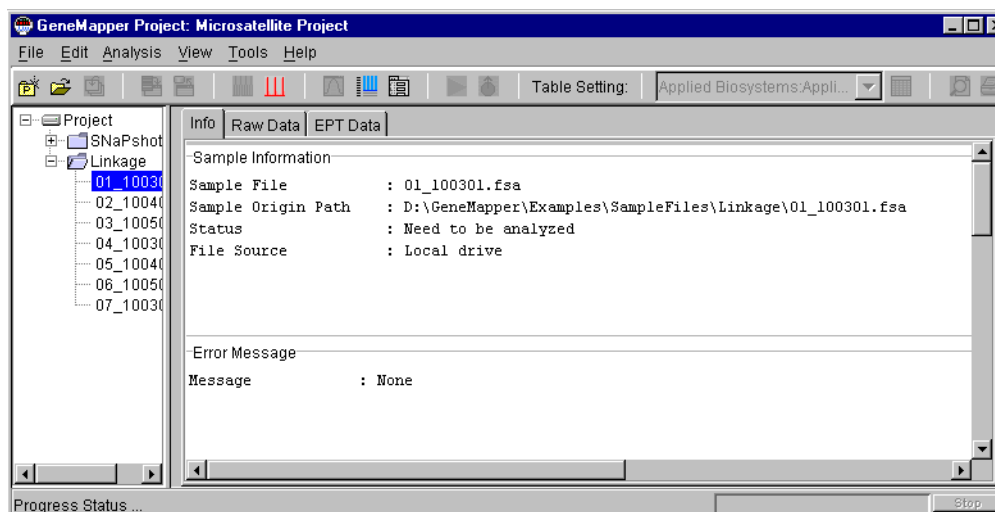 GeneMapper Project: Microsatellite Project
File Edit Analysis View Tools Help
Table Setting: Applied Biosystems:Appli...
Project
SNaPshot
Linkage
01_10030
02_10040
03_10050
04_10030
05_10040
06_10050
07_10030
Info Raw Data EPT Data
Sample Information
Sample File : 01_100301.fsa
Sample Origin Path : D:\GeneMapper\Examples\SampleFiles\Linkage\01_100301.fsa
Status : Need to be analyzed
File Source : Local drive
Error Message
Message : None
Progress Status ...
Stop